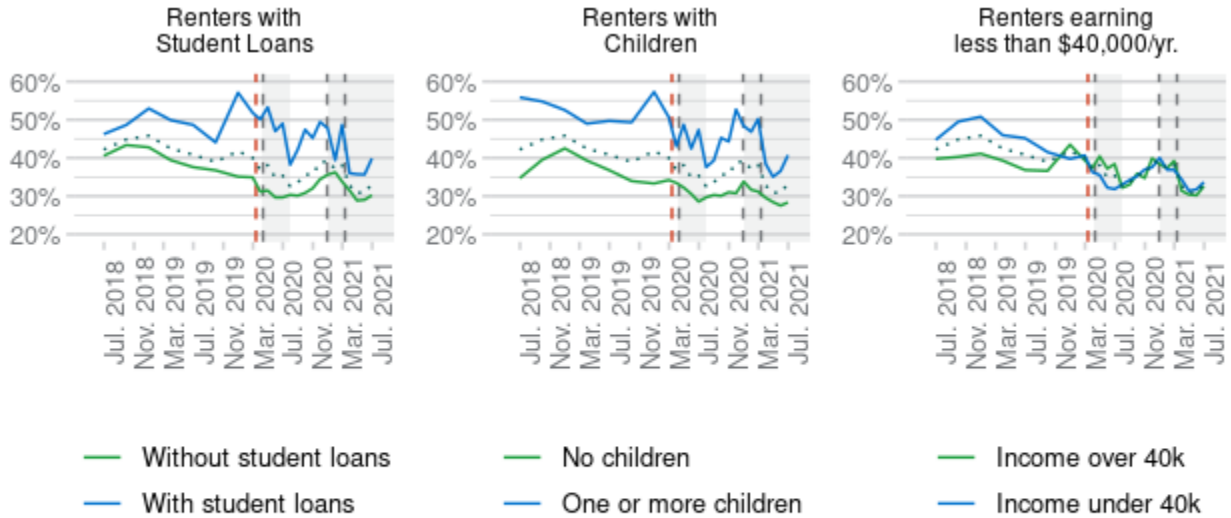 Renters with
Student Loans
60%
50%
40%
30%
20%
Jul. 2018
Nov. 2018
Mar. 2019
Jul. 2019
Nov. 2019
Mar. 2020
Jul. 2020
Nov. 2020
Mar. 2021
Jul. 2021
Without student loans
With student loans
Renters with
Children
60%
50%
40%
30%
20%
Jul. 2018
Nov. 2018
Mar. 2019
Jul. 2019
Nov. 2019
Mar. 2020
Jul. 2020
Nov. 2020
Mar. 2021
Jul. 2021
No children
One or more children
Renters earning
less than $40,000/yr.
60%
50%
40%
30%
20%
Jul. 2018
Nov. 2018
Mar. 2019
Jul. 2019
Nov. 2019
Mar. 2020
Jul. 2020
Nov. 2020
Mar. 2021
Jul. 2021
Income over 40k
Income under 40k